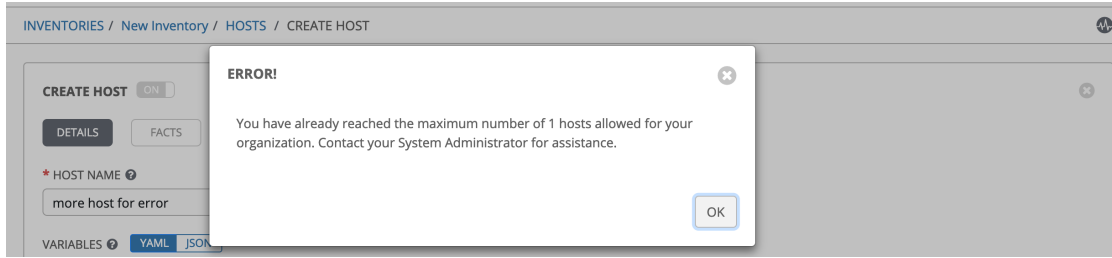 INVENTORIES / New Inventory / HOSTS / CREATE HOST
ERROR!
You have already reached the maximum number of 1 hosts allowed for your
organization. Contact your System Administrator for assistance.
OK
CREATE HOST ON
DETAILS FACTS
* HOST NAME ?
more host for error
VARIABLES ? YAML JSON